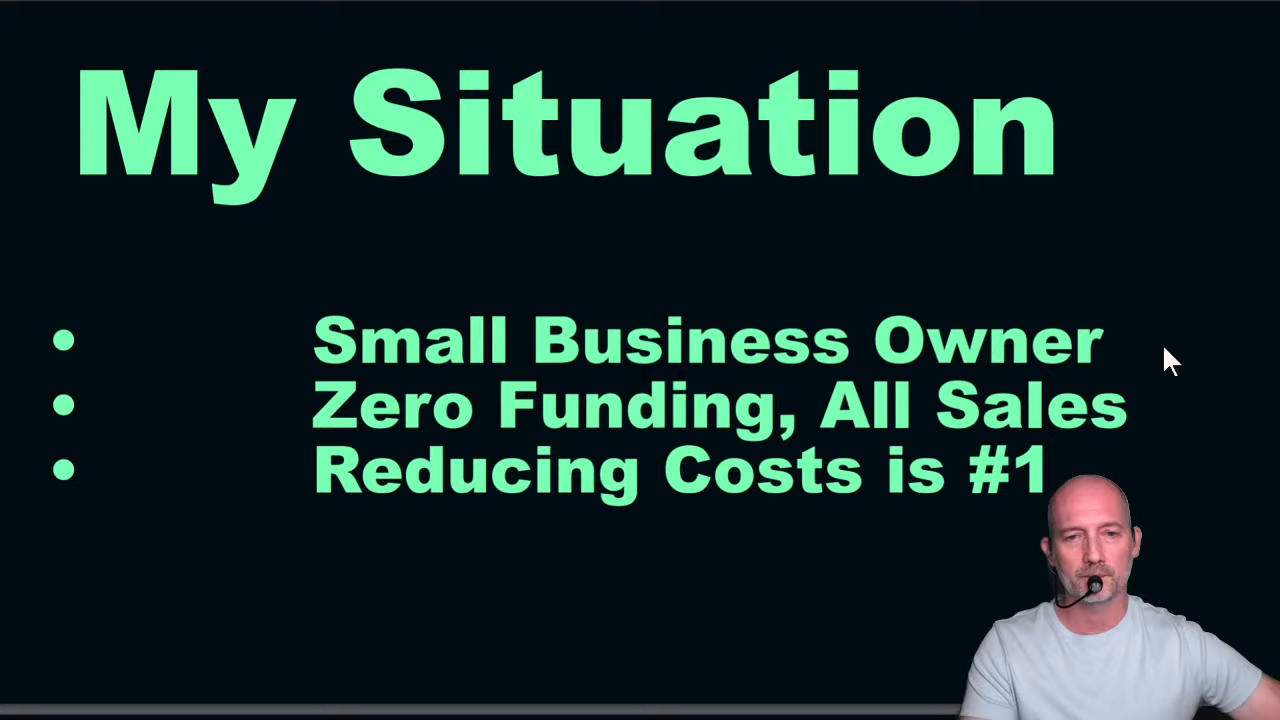 My Situation
• Small Business Owner
• Zero Funding, All Sales
• Reducing Costs is #1